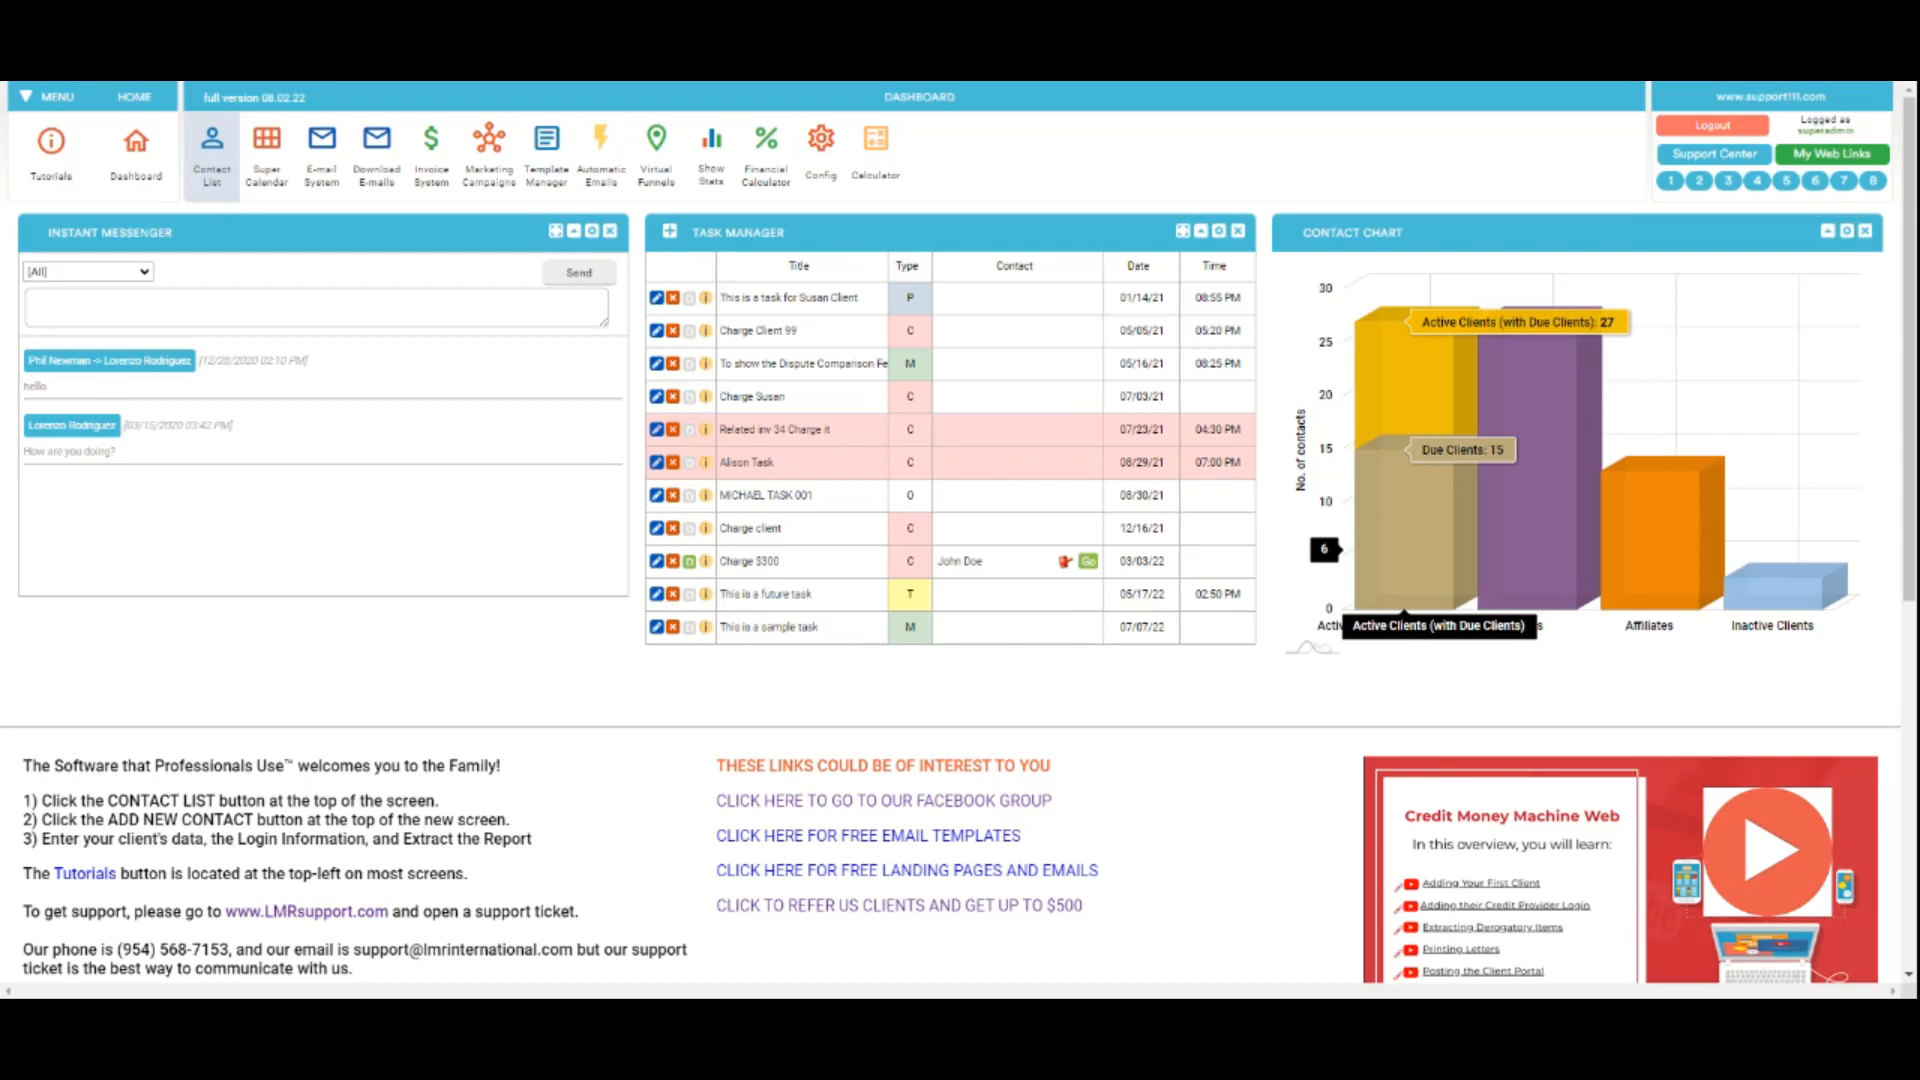 MENU HOME full version 08.02.22 DASHBOARD www.support111.com
Tutorials Dashboard Contact List Super Calendar E-mail System Download E-mails Invoice System Marketing Campaigns Template Manager Automatic Emails Virtual Funnels Show Stats Financial Calculator Config Calculator
Logout Logged as superadmin
Support Center My Web Links
1 2 3 4 5 6 7 8
INSTANT MESSENGER
[All] Send
Phil Newman -> Lorenzo Rodriguez [12/28/2020 02:10 PM]
hello
Lorenzo Rodriguez [03/15/2020 03:42 PM]
How are you doing?
TASK MANAGER
Title Type Contact Date Time
This is a task for Susan Client P 01/14/21 08:55 PM
Charge Client 99 C 05/05/21 05:20 PM
To show the Dispute Comparison Fe M 05/16/21 08:25 PM
Charge Susan C 07/03/21
Related inv 34 Charge it C 07/23/21 04:30 PM
Alison Task C 08/29/21 07:00 PM
MICHAEL TASK 001 O 08/30/21
Charge client C 12/16/21
D Charge $300 C John Doe Go 03/03/22
This is a future task T 05/17/22 02:50 PM
This is a sample task M 07/07/22
CONTACT CHART
No. of contacts
30
25
20
15
10
6
0
Active Clients (with Due Clients): 27
Due Clients: 15
Acti Active Clients (with Due Clients) s Affiliates Inactive Clients
The Software that Professionals Use™ welcomes you to the Family!
1) Click the CONTACT LIST button at the top of the screen.
2) Click the ADD NEW CONTACT button at the top of the new screen.
3) Enter your client's data, the Login Information, and Extract the Report
The Tutorials button is located at the top-left on most screens.
To get support, please go to www.LMRsupport.com and open a support ticket.
Our phone is (954) 568-7153, and our email is support@lmrinternational.com but our support
ticket is the best way to communicate with us.
THESE LINKS COULD BE OF INTEREST TO YOU
CLICK HERE TO GO TO OUR FACEBOOK GROUP
CLICK HERE FOR FREE EMAIL TEMPLATES
CLICK HERE FOR FREE LANDING PAGES AND EMAILS
CLICK TO REFER US CLIENTS AND GET UP TO $500
Credit Money Machine Web
In this overview, you will learn:
Adding Your First Client
Adding their Credit Provider Login
Extracting Derogatory Items
Printing Letters
Posting the Client Portal